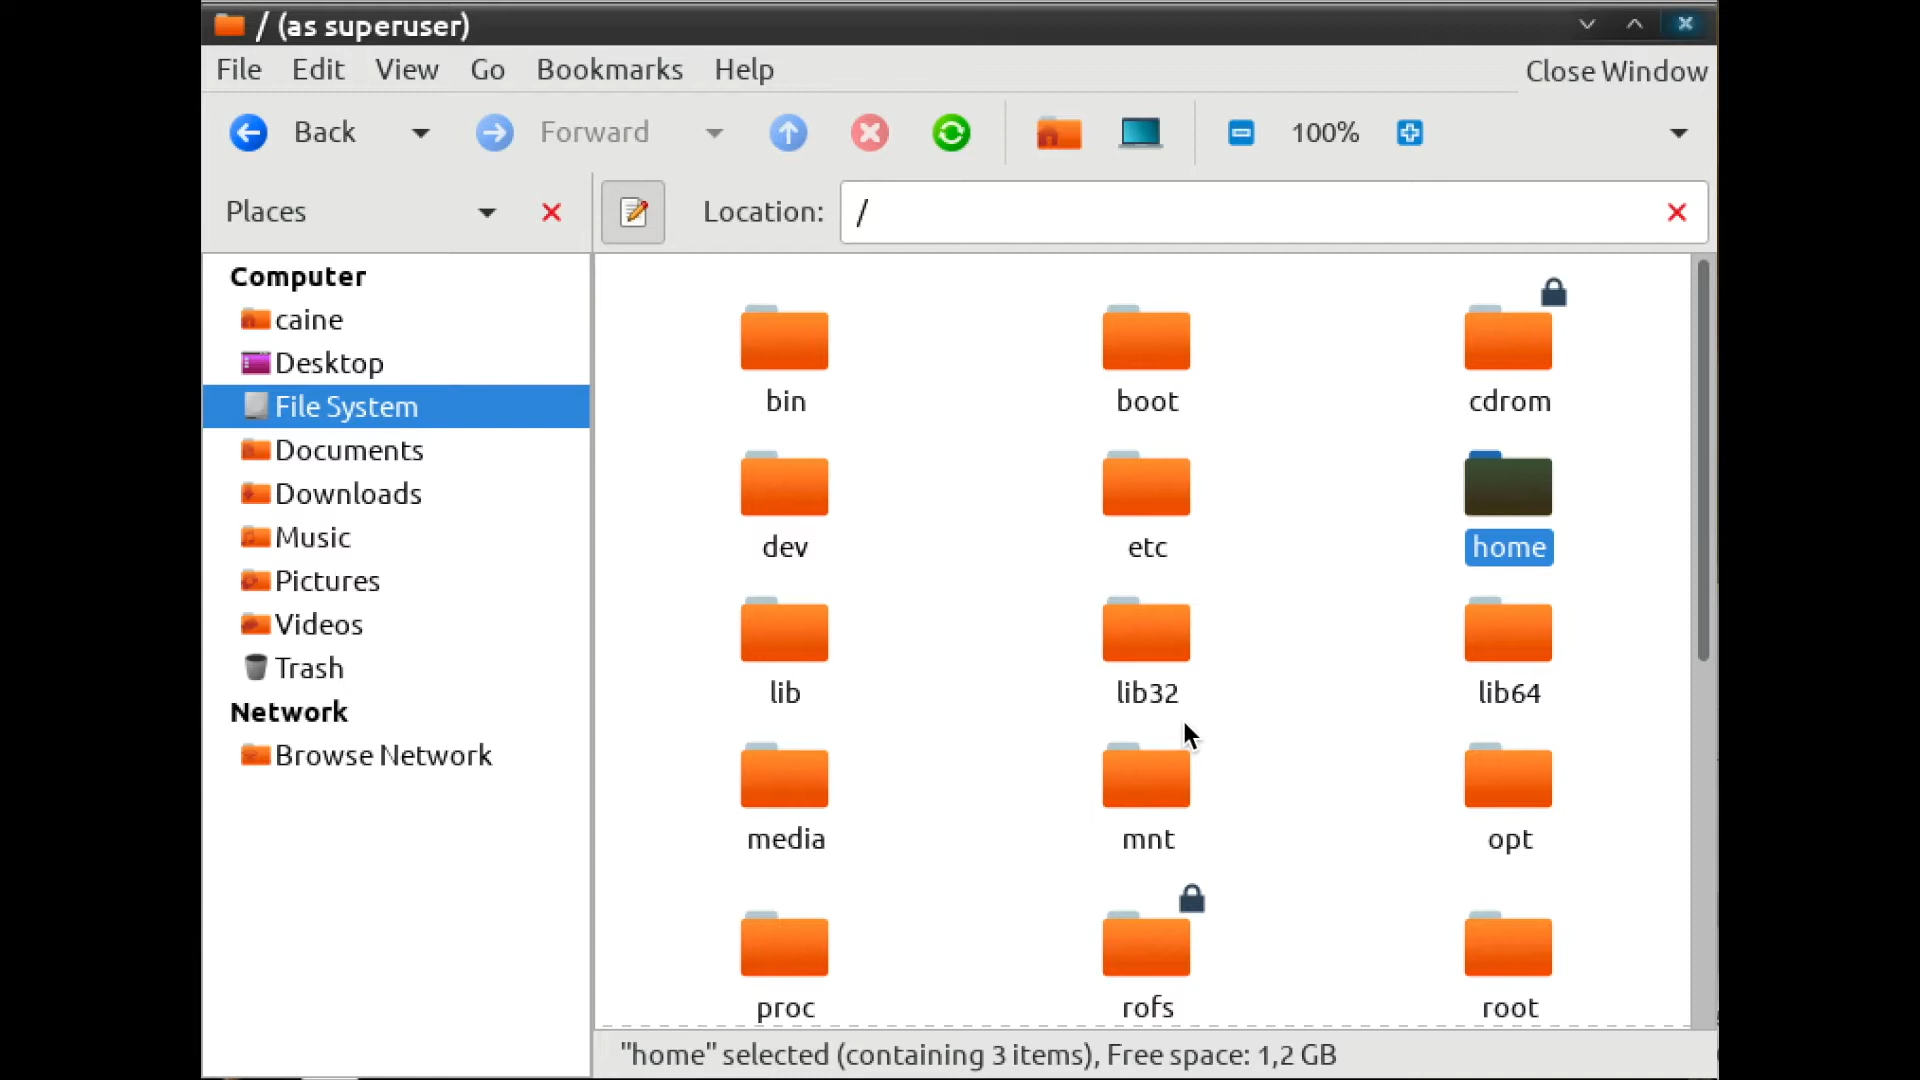 / (as superuser)
File Edit View Go Bookmarks Help Close Window
Back Forward 100%
Places Location: /
Computer
caine
Desktop
File System
Documents
Downloads
Music
Pictures
Videos
Trash
Network
Browse Network
bin boot cdrom
dev etc home
lib lib32 lib64
media mnt opt
proc rofs root
"home" selected (containing 3 items), Free space: 1,2 GB